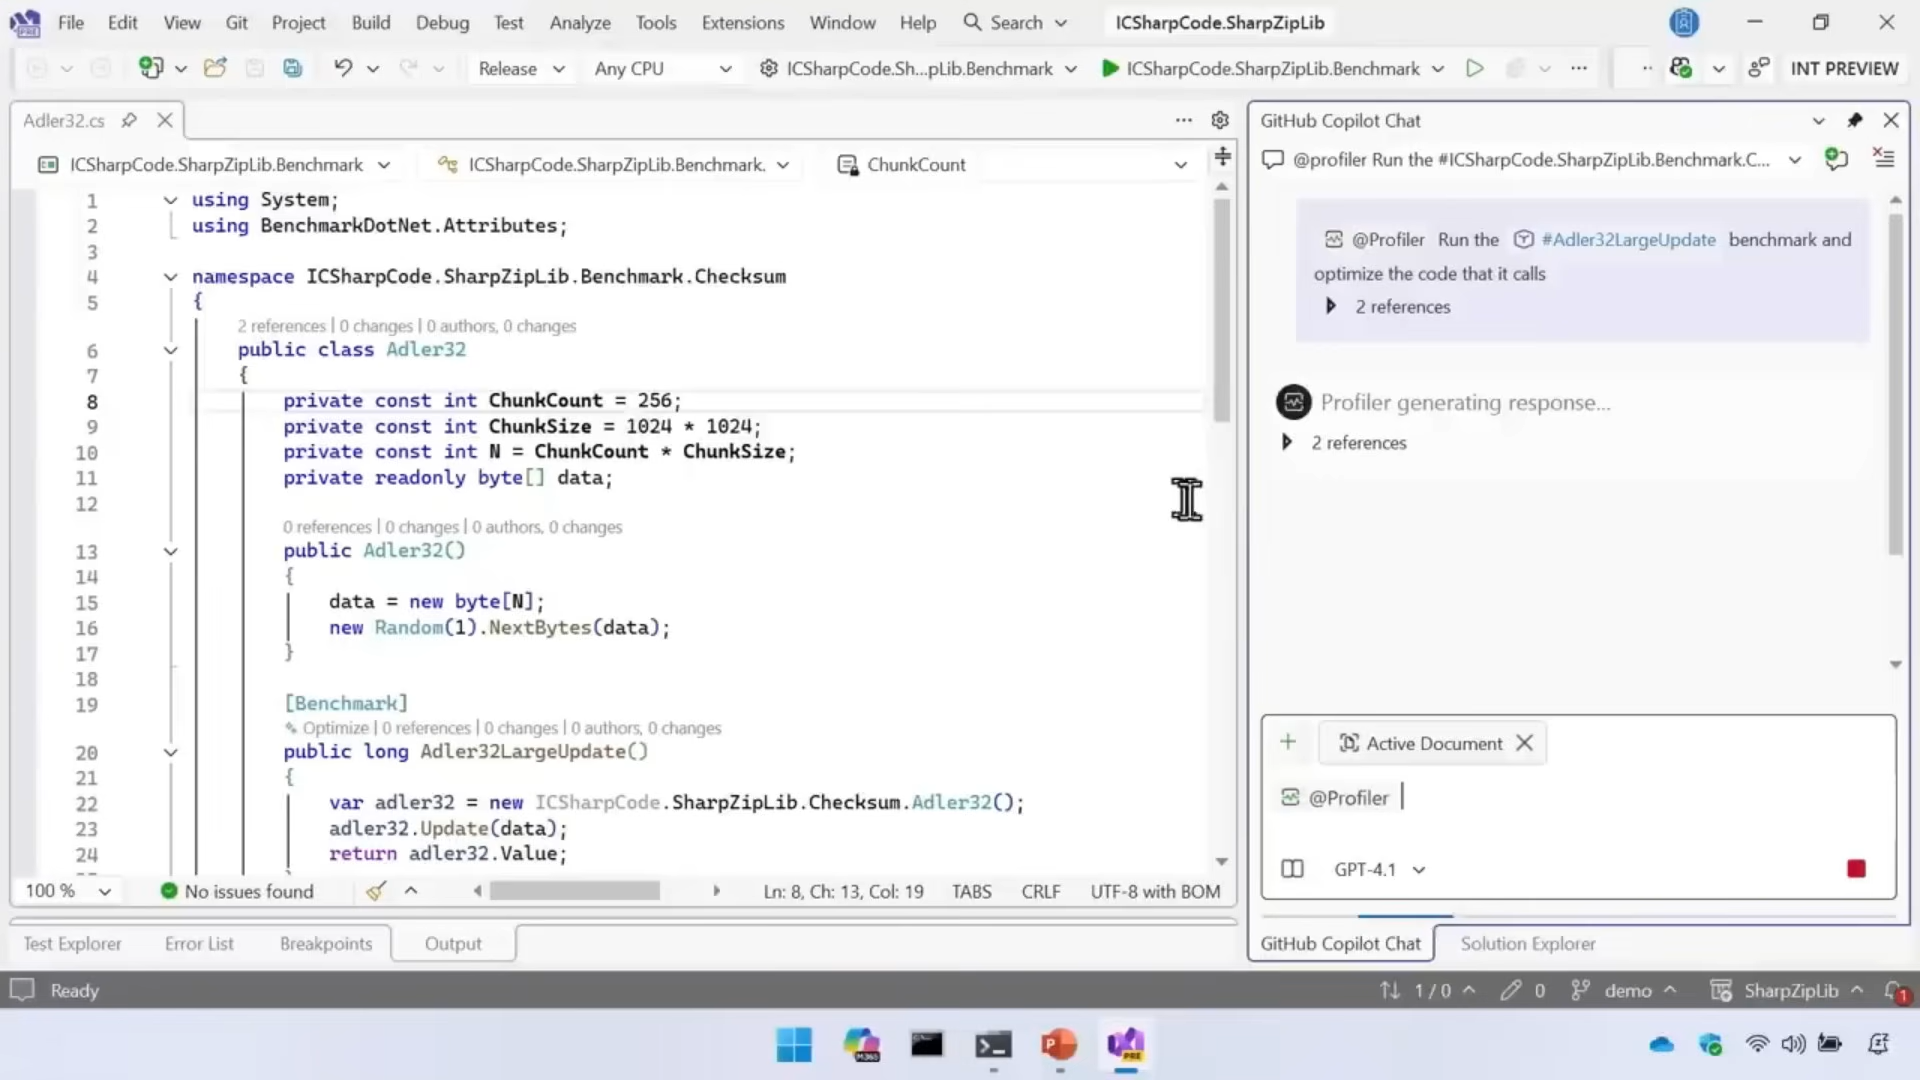 File Edit View Git Project Build Debug Test Analyze Tools Extensions Window Help Search ICSharpCode.SharpZipLib
Release Any CPU ICSharpCode.Sh...pLib.Benchmark ICSharpCode.SharpZipLib.Benchmark INT PREVIEW
Adler32.cs
ICSharpCode.SharpZipLib.Benchmark ICSharpCode.SharpZipLib.Benchmark. ChunkCount
1 using System;
2 using BenchmarkDotNet.Attributes;
3
4 namespace ICSharpCode.SharpZipLib.Benchmark.Checksum
5 {
2 references | 0 changes | 0 authors, 0 changes
6 public class Adler32
7 {
8 private const int ChunkCount = 256;
9 private const int ChunkSize = 1024 * 1024;
10 private const int N = ChunkCount * ChunkSize;
11 private readonly byte[] data;
12
0 references | 0 changes | 0 authors, 0 changes
13 public Adler32()
14 {
15 data = new byte[N];
16 new Random(1).NextBytes(data);
17 }
18
19 [Benchmark]
Optimize | 0 references | 0 changes | 0 authors, 0 changes
20 public long Adler32LargeUpdate()
21 {
22 var adler32 = new ICSharpCode.SharpZipLib.Checksum.Adler32();
23 adler32.Update(data);
24 return adler32.Value;
100 % No issues found Ln: 8, Ch: 13, Col: 19 TABS CRLF UTF-8 with BOM
Test Explorer Error List Breakpoints Output
GitHub Copilot Chat
@profiler Run the #ICSharpCode.SharpZipLib.Benchmark.C...
@Profiler Run the #Adler32LargeUpdate benchmark and
optimize the code that it calls
2 references
Profiler generating response...
2 references
Active Document
@Profiler
GPT-4.1
GitHub Copilot Chat Solution Explorer
Ready 1 / 0 0 demo SharpZipLib 1
M365 PRE